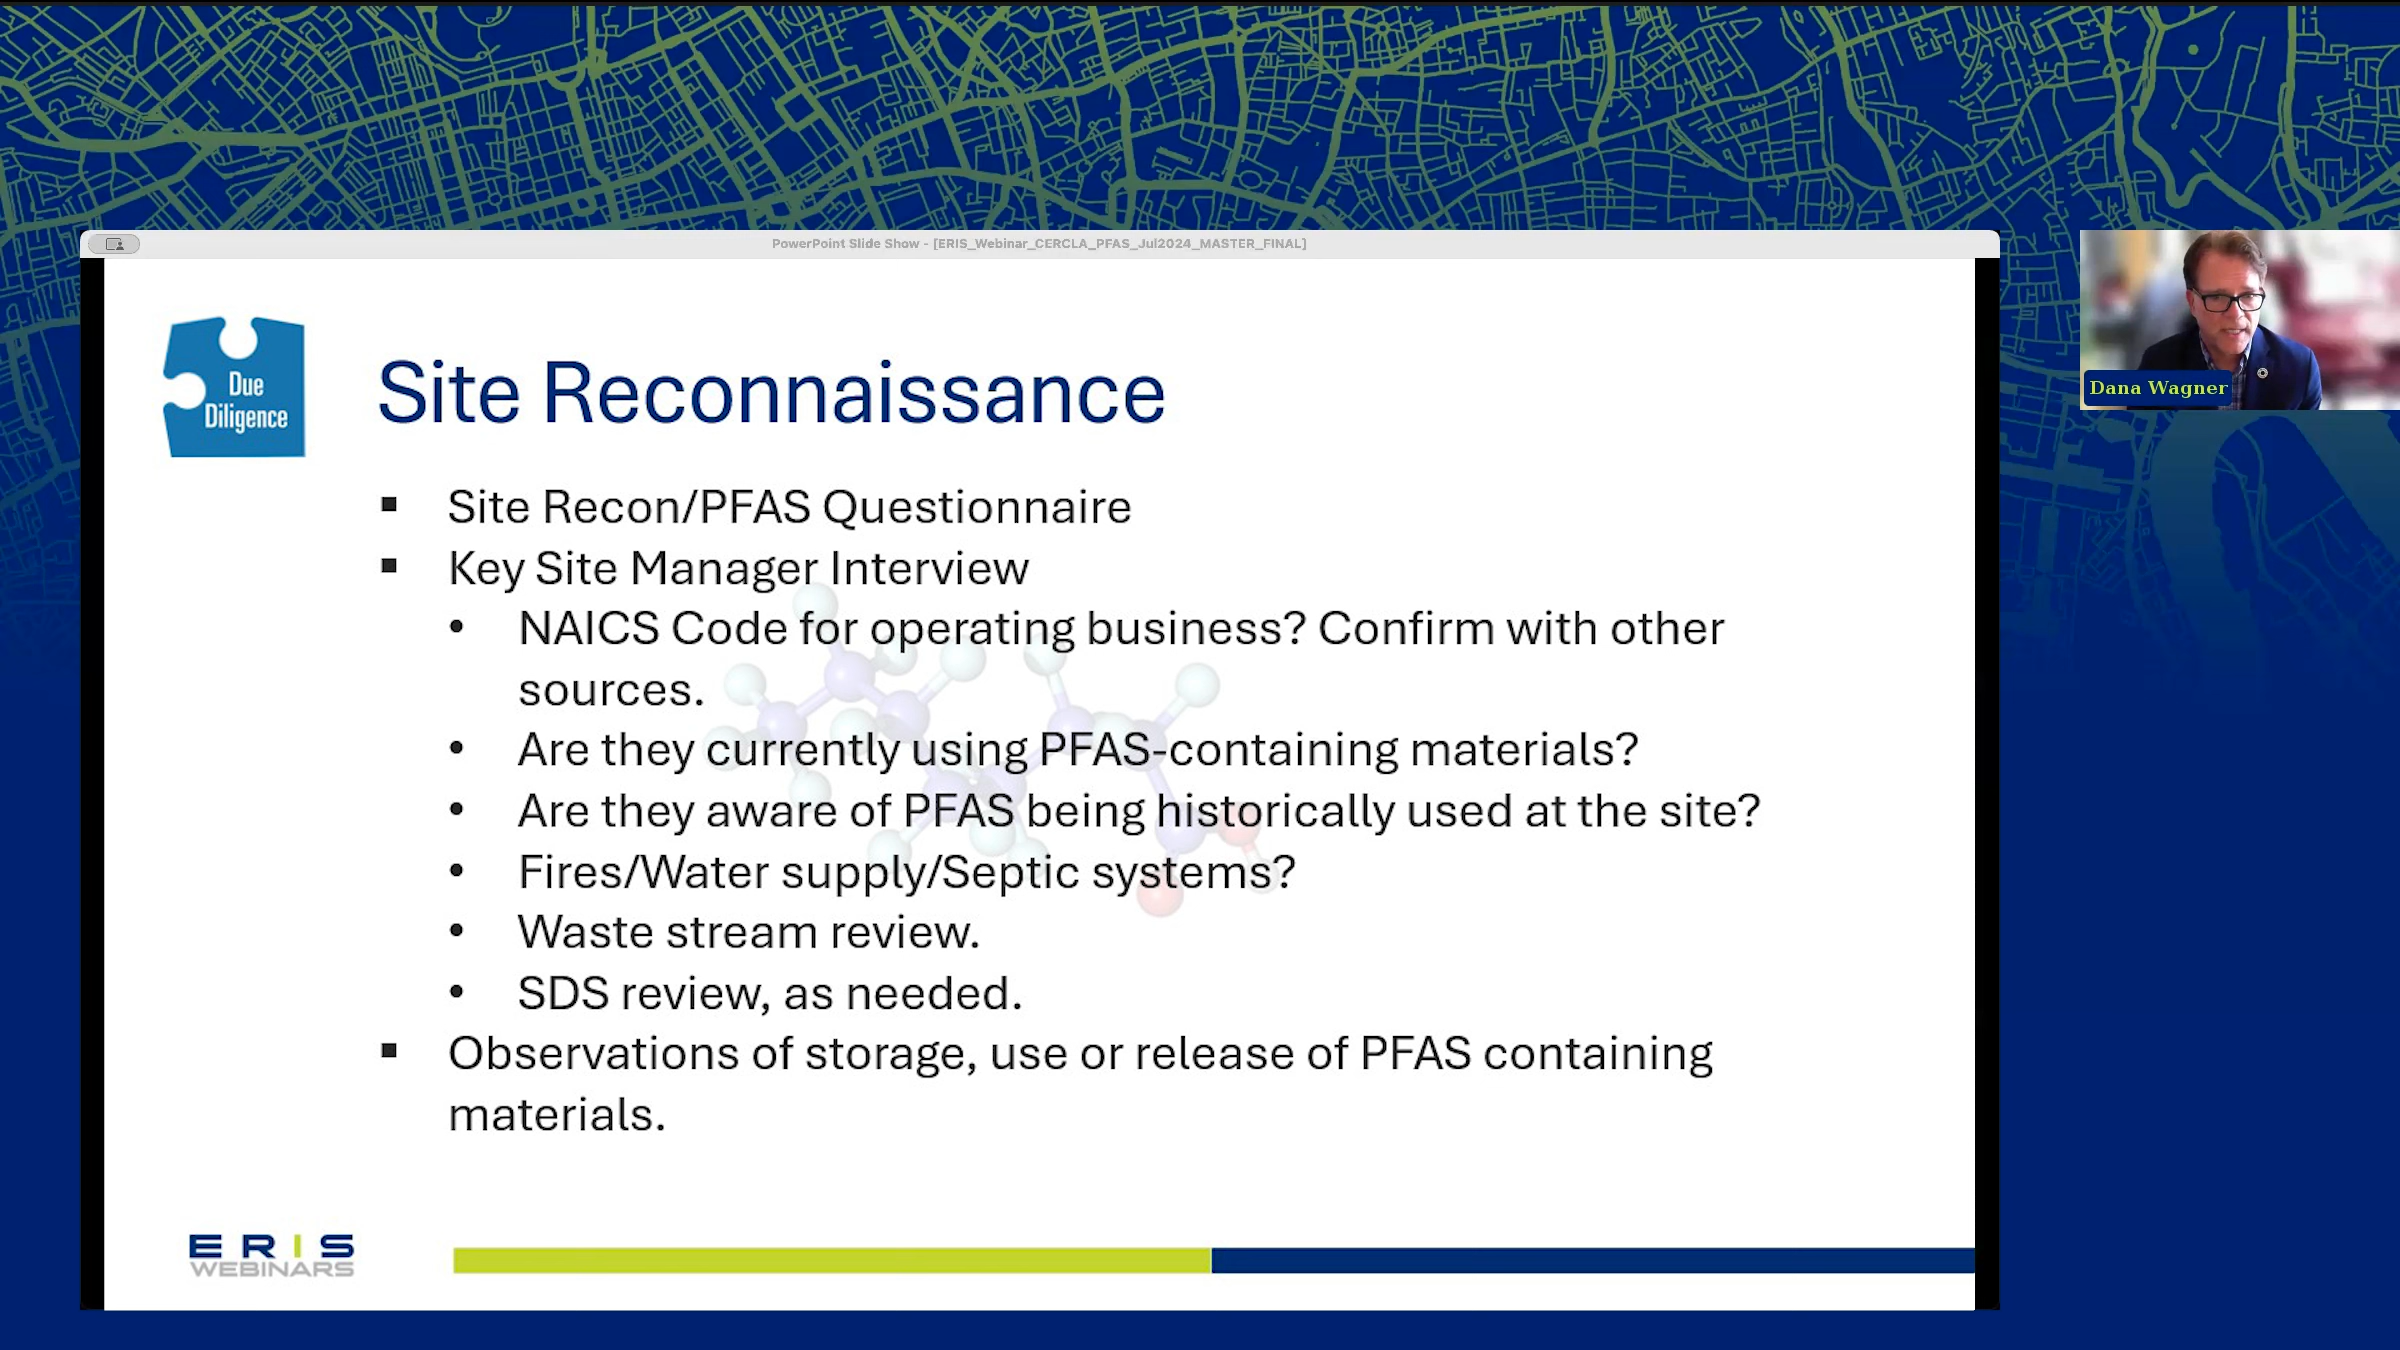 PowerPoint Slide Show - [ERIS_Webinar_CERCLA_PFAS_Jul2024_MASTER_FINAL]
Due
Diligence
Site Reconnaissance
▪ Site Recon/PFAS Questionnaire
▪ Key Site Manager Interview
• NAICS Code for operating business? Confirm with other
sources.
• Are they currently using PFAS-containing materials?
• Are they aware of PFAS being historically used at the site?
• Fires/Water supply/Septic systems?
• Waste stream review.
• SDS review, as needed.
▪ Observations of storage, use or release of PFAS containing
materials.
ERIS
WEBINARS
Dana Wagner